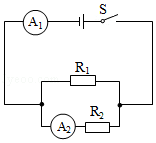 A₁ S
R₁
A₂ R₂